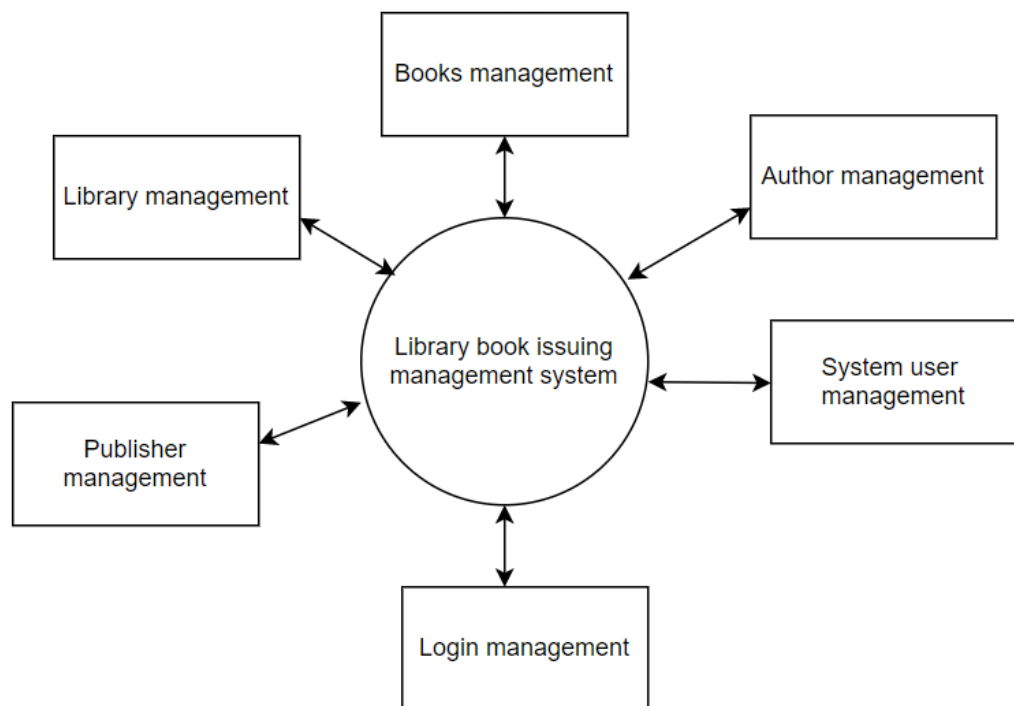 Books management
Library management
Author management
Library book issuing
management system
System user
management
Publisher
management
Login management